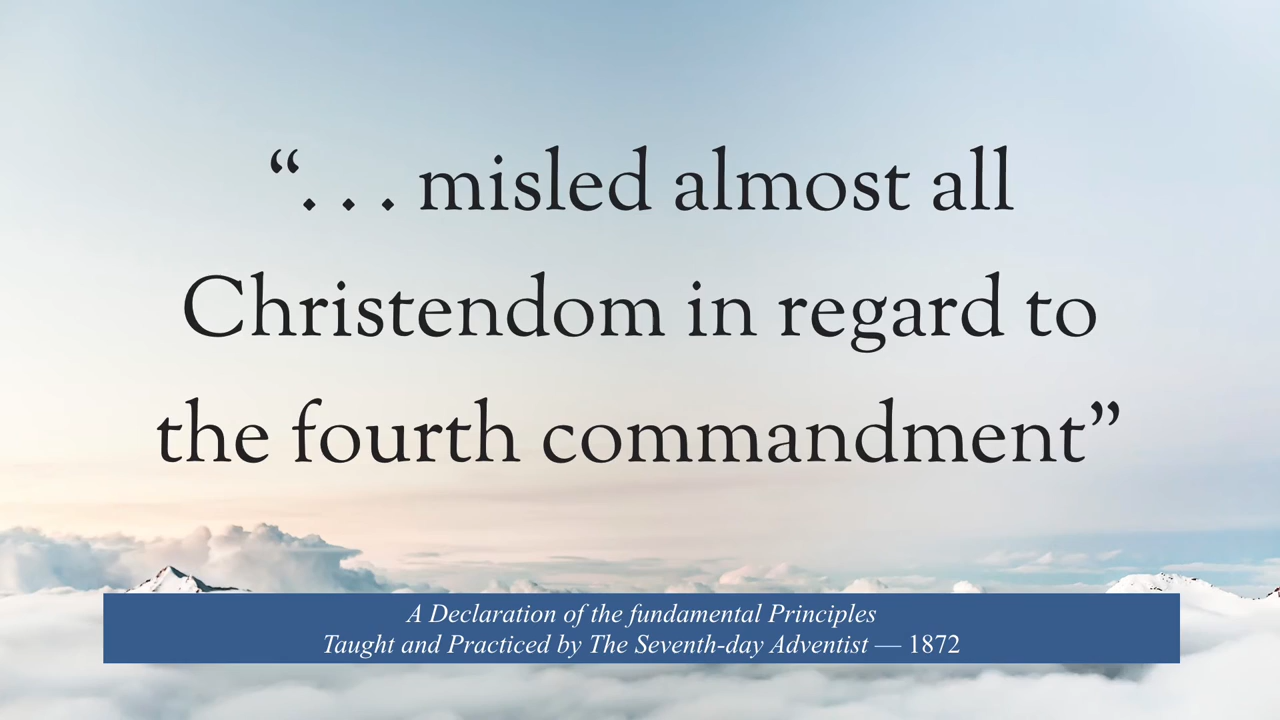 “. . . misled almost all
Christendom in regard to
the fourth commandment”
A Declaration of the fundamental Principles
Taught and Practiced by The Seventh-day Adventist — 1872